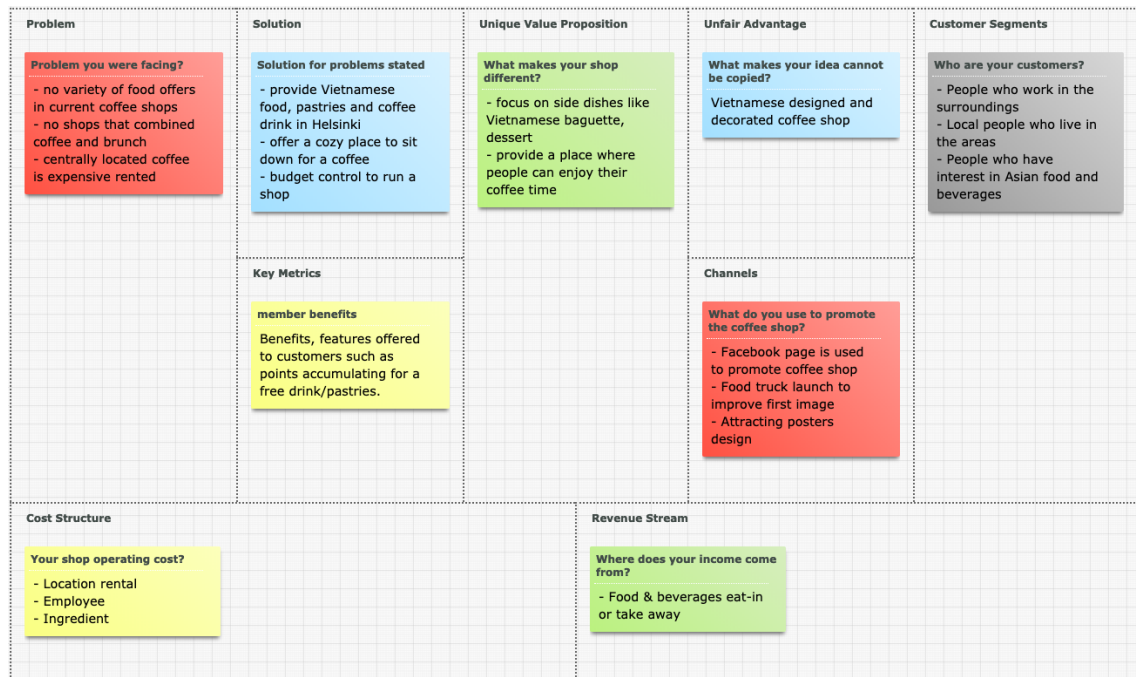 Problem
Problem you were facing?
- no variety of food offers
in current coffee shops
- no shops that combined
coffee and brunch
- centrally located coffee
is expensive rented
Solution
Solution for problems stated
- provide Vietnamese
food, pastries and coffee
drink in Helsinki
- offer a cozy place to sit
down for a coffee
- budget control to run a
shop
Key Metrics
member benefits
Benefits, features offered
to customers such as
points accumulating for a
free drink/pastries.
Unique Value Proposition
What makes your shop
different?
- focus on side dishes like
Vietnamese baguette,
dessert
- provide a place where
people can enjoy their
coffee time
Unfair Advantage
What makes your idea cannot
be copied?
Vietnamese designed and
decorated coffee shop
Channels
What do you use to promote
the coffee shop?
- Facebook page is used
to promote coffee shop
- Food truck launch to
improve first image
- Attracting posters
design
Customer Segments
Who are your customers?
- People who work in the
surroundings
- Local people who live in
the areas
- People who have
interest in Asian food and
beverages
Cost Structure
Your shop operating cost?
- Location rental
- Employee
- Ingredient
Revenue Stream
Where does your income come
from?
- Food & beverages eat-in
or take away